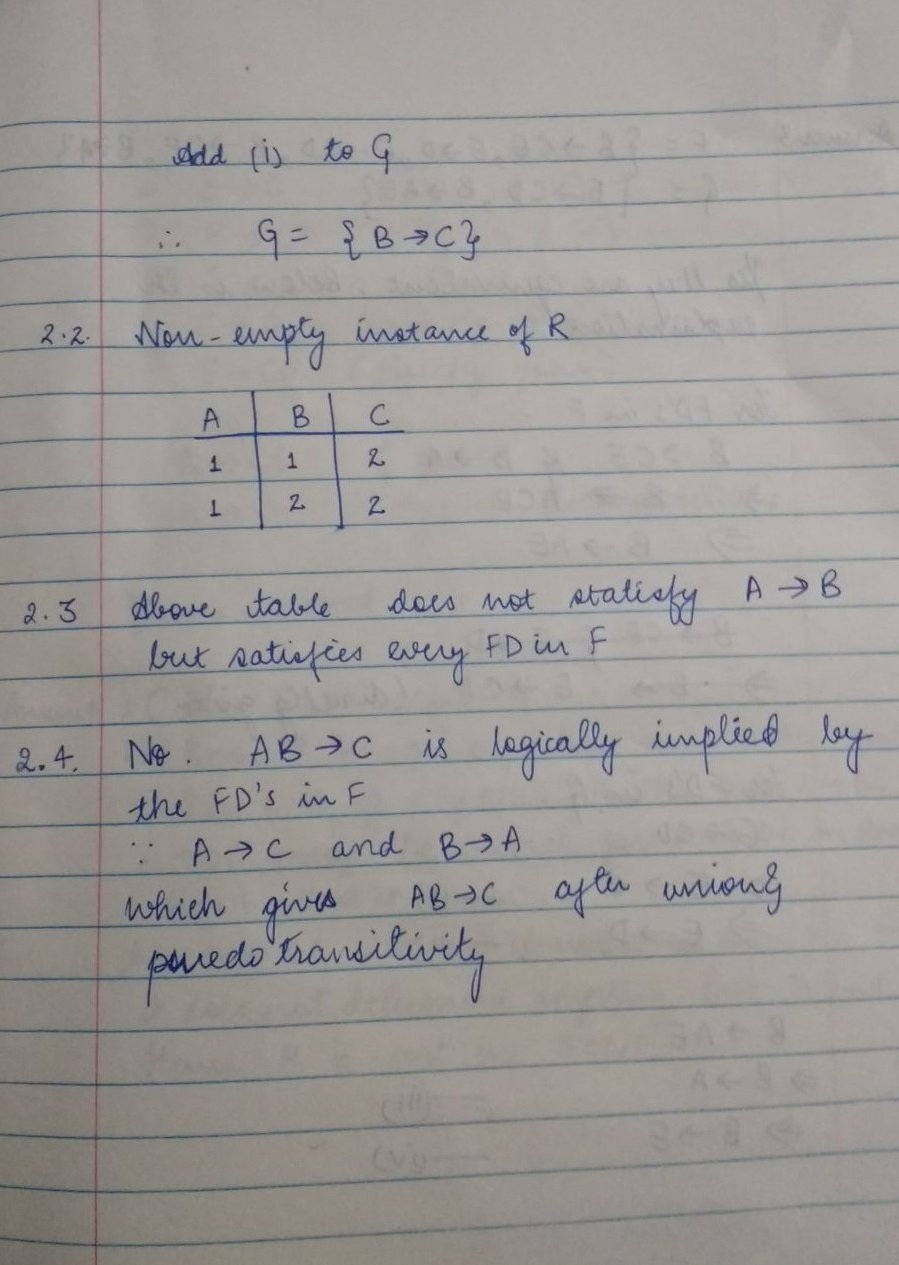 Add (i) to G
∴ G = { B → C }
2.2. Non-empty instance of R
A B C
1 1 2
1 2 2
2.3 Above table does not statisfy A → B
but satisfies every FD in F
2.4. No. AB → C is logically implied by
the FD's in F
∵ A → C and B → A
which gives AB → C after union &
psuedo transitivity